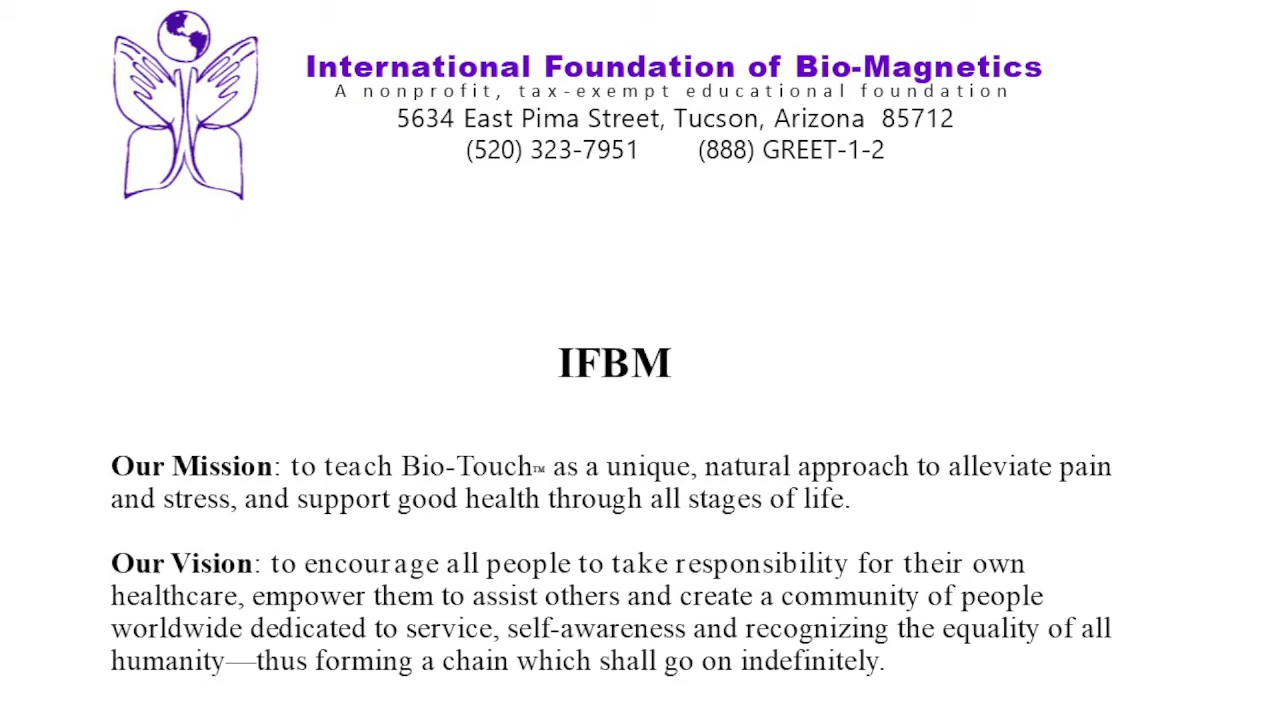 International Foundation of Bio-Magnetics
A nonprofit, tax-exempt educational foundation
5634 East Pima Street, Tucson, Arizona 85712
(520) 323-7951 (888) GREET-1-2
IFBM
Our Mission: to teach Bio-Touch™ as a unique, natural approach to alleviate pain
and stress, and support good health through all stages of life.
Our Vision: to encourage all people to take responsibility for their own
healthcare, empower them to assist others and create a community of people
worldwide dedicated to service, self-awareness and recognizing the equality of all
humanity—thus forming a chain which shall go on indefinitely.